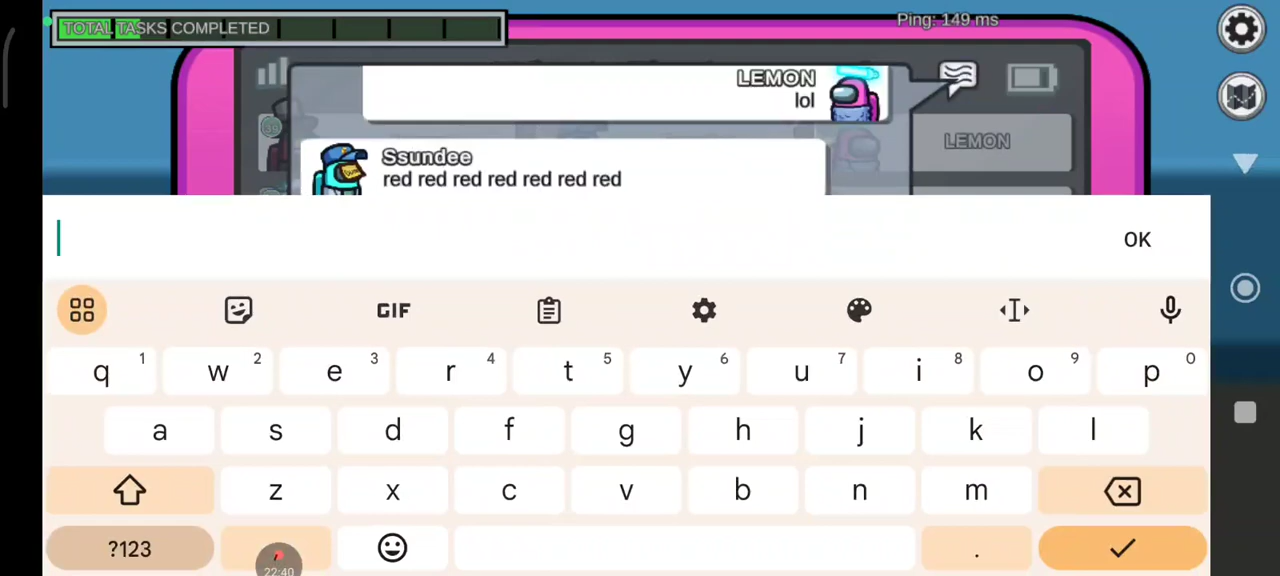 TOTAL TASKS COMPLETED
Ping: 149 ms
LEMON
lol
LEMON
Ssundee
red red red red red red red
OK
GIF
q 1 w 2 e 3 r 4 t 5 y 6 u 7 i 8 o 9 p 0
a s d f g h j k l
z x c v b n m
?123 .
22:40